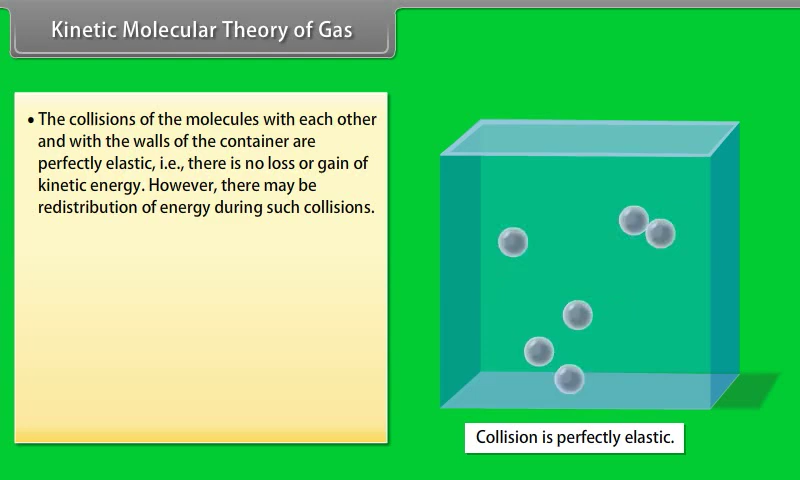 Kinetic Molecular Theory of Gas
• The collisions of the molecules with each other
and with the walls of the container are
perfectly elastic, i.e., there is no loss or gain of
kinetic energy. However, there may be
redistribution of energy during such collisions.
Collision is perfectly elastic.